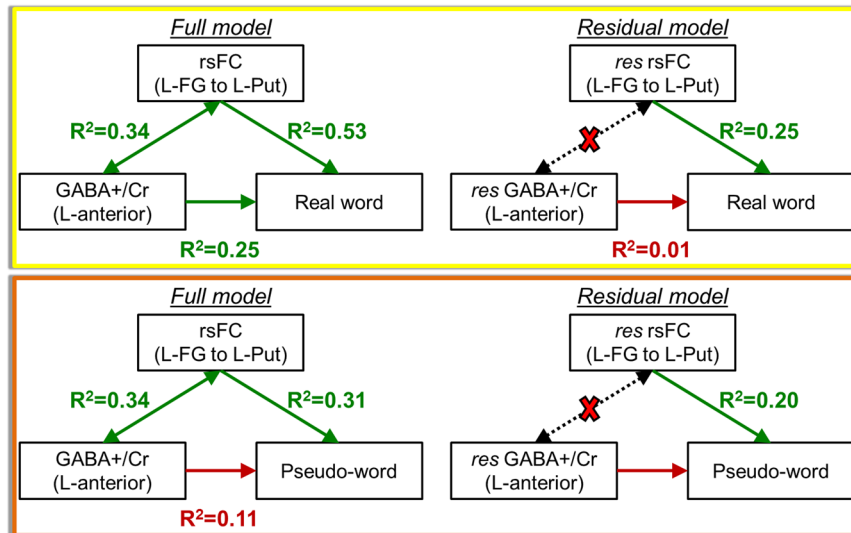 Full model
Residual model
rsFC
(L-FG to L-Put)
res rsFC
(L-FG to L-Put)
R²=0.34
R²=0.53
R²=0.25
GABA+/Cr
(L-anterior)
Real word
res GABA+/Cr
(L-anterior)
Real word
R²=0.25
R²=0.01
Full model
Residual model
rsFC
(L-FG to L-Put)
res rsFC
(L-FG to L-Put)
R²=0.34
R²=0.31
R²=0.20
GABA+/Cr
(L-anterior)
Pseudo-word
res GABA+/Cr
(L-anterior)
Pseudo-word
R²=0.11